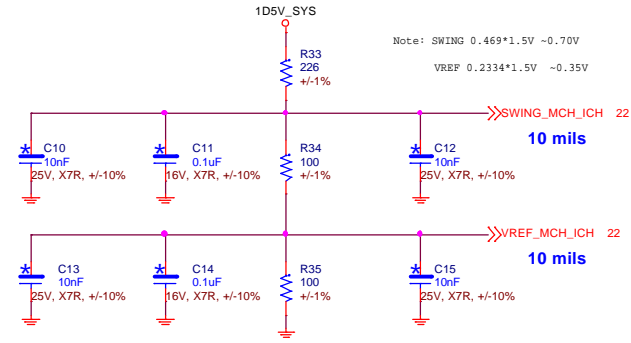 1D5V_SYS
Note: SWING 0.469*1.5V ~0.70V
VREF 0.2334*1.5V ~0.35V
R33
226
+/-1%
SWING_MCH_ICH 22
10 mils
C10
10nF
25V, X7R, +/-10%
C11
0.1uF
16V, X7R, +/-10%
R34
100
+/-1%
C12
10nF
25V, X7R, +/-10%
VREF_MCH_ICH 22
10 mils
C13
10nF
25V, X7R, +/-10%
C14
0.1uF
16V, X7R, +/-10%
R35
100
+/-1%
C15
10nF
25V, X7R, +/-10%